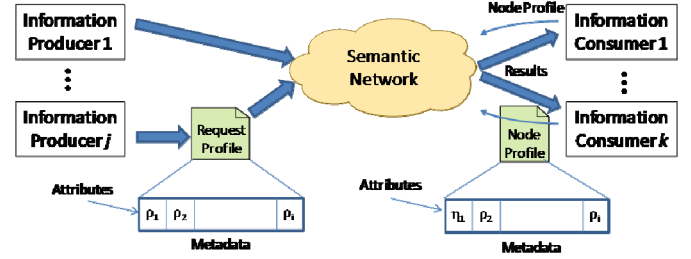 Information
Producer 1
Information
Producer j
Request
Profile
Attributes
ρ1 ρ2 ρi
Metadata
Semantic
Network
Node Profile
Results
Information
Consumer 1
Information
Consumer k
Node
Profile
Attributes
η1 ρ2 ρi
Metadata